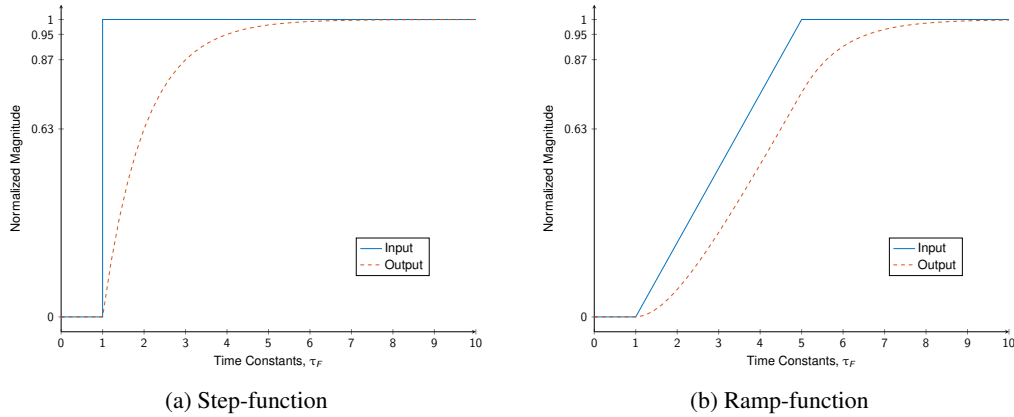 1
0.95
0.87
0.63
0
Normalized Magnitude
Input
Output
0 1 2 3 4 5 6 7 8 9 10
Time Constants, τF
(a) Step-function
1
0.95
0.87
0.63
0
Normalized Magnitude
Input
Output
0 1 2 3 4 5 6 7 8 9 10
Time Constants, τF
(b) Ramp-function